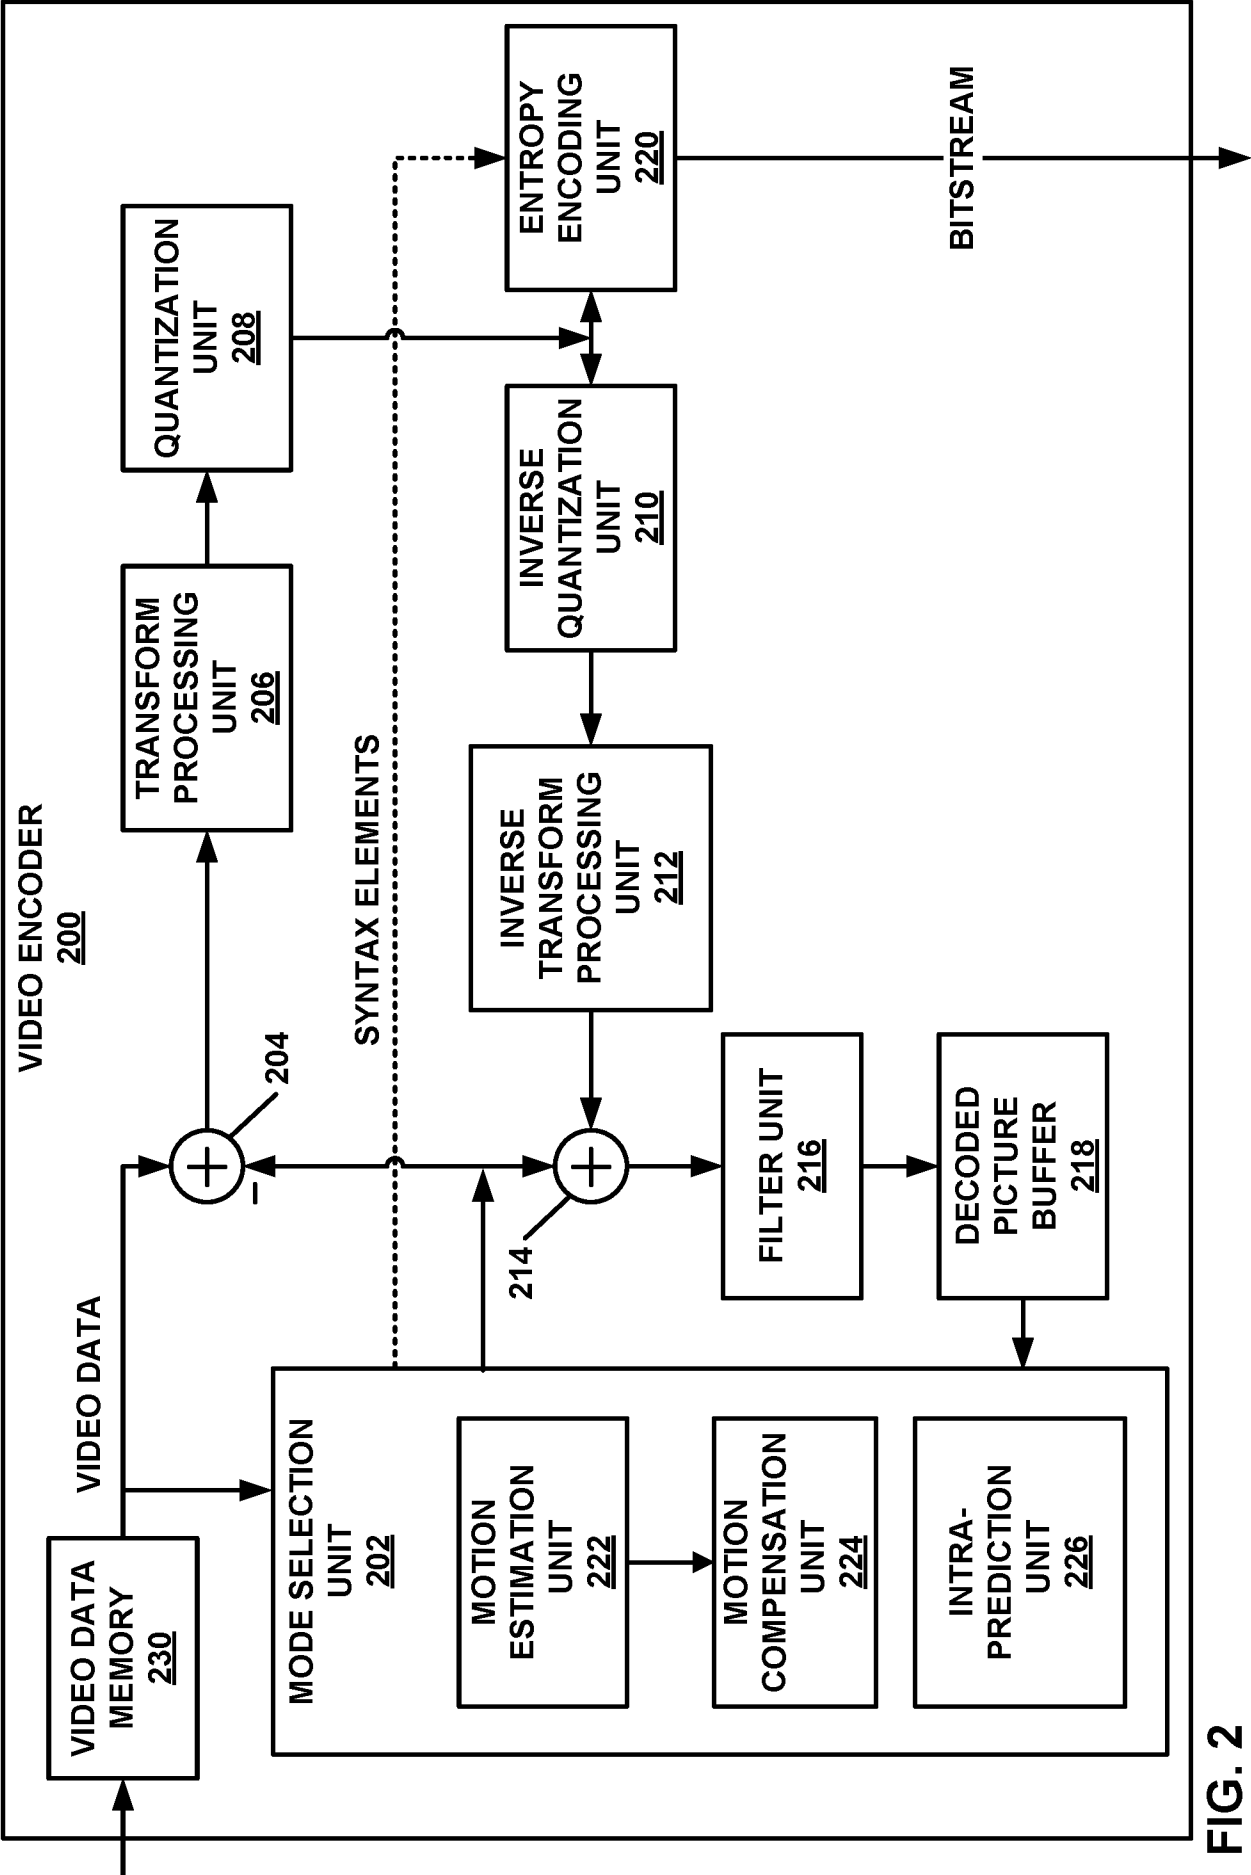 VIDEO ENCODER
200
VIDEO DATA
MEMORY
230
VIDEO DATA
204
-
TRANSFORM
PROCESSING
UNIT
206
QUANTIZATION
UNIT
208
SYNTAX ELEMENTS
MODE SELECTION
UNIT
202
MOTION
ESTIMATION
UNIT
222
MOTION
COMPENSATION
UNIT
224
INTRA-
PREDICTION
UNIT
226
214
INVERSE
TRANSFORM
PROCESSING
UNIT
212
INVERSE
QUANTIZATION
UNIT
210
ENTROPY
ENCODING
UNIT
220
FILTER UNIT
216
DECODED
PICTURE
BUFFER
218
BITSTREAM
FIG. 2